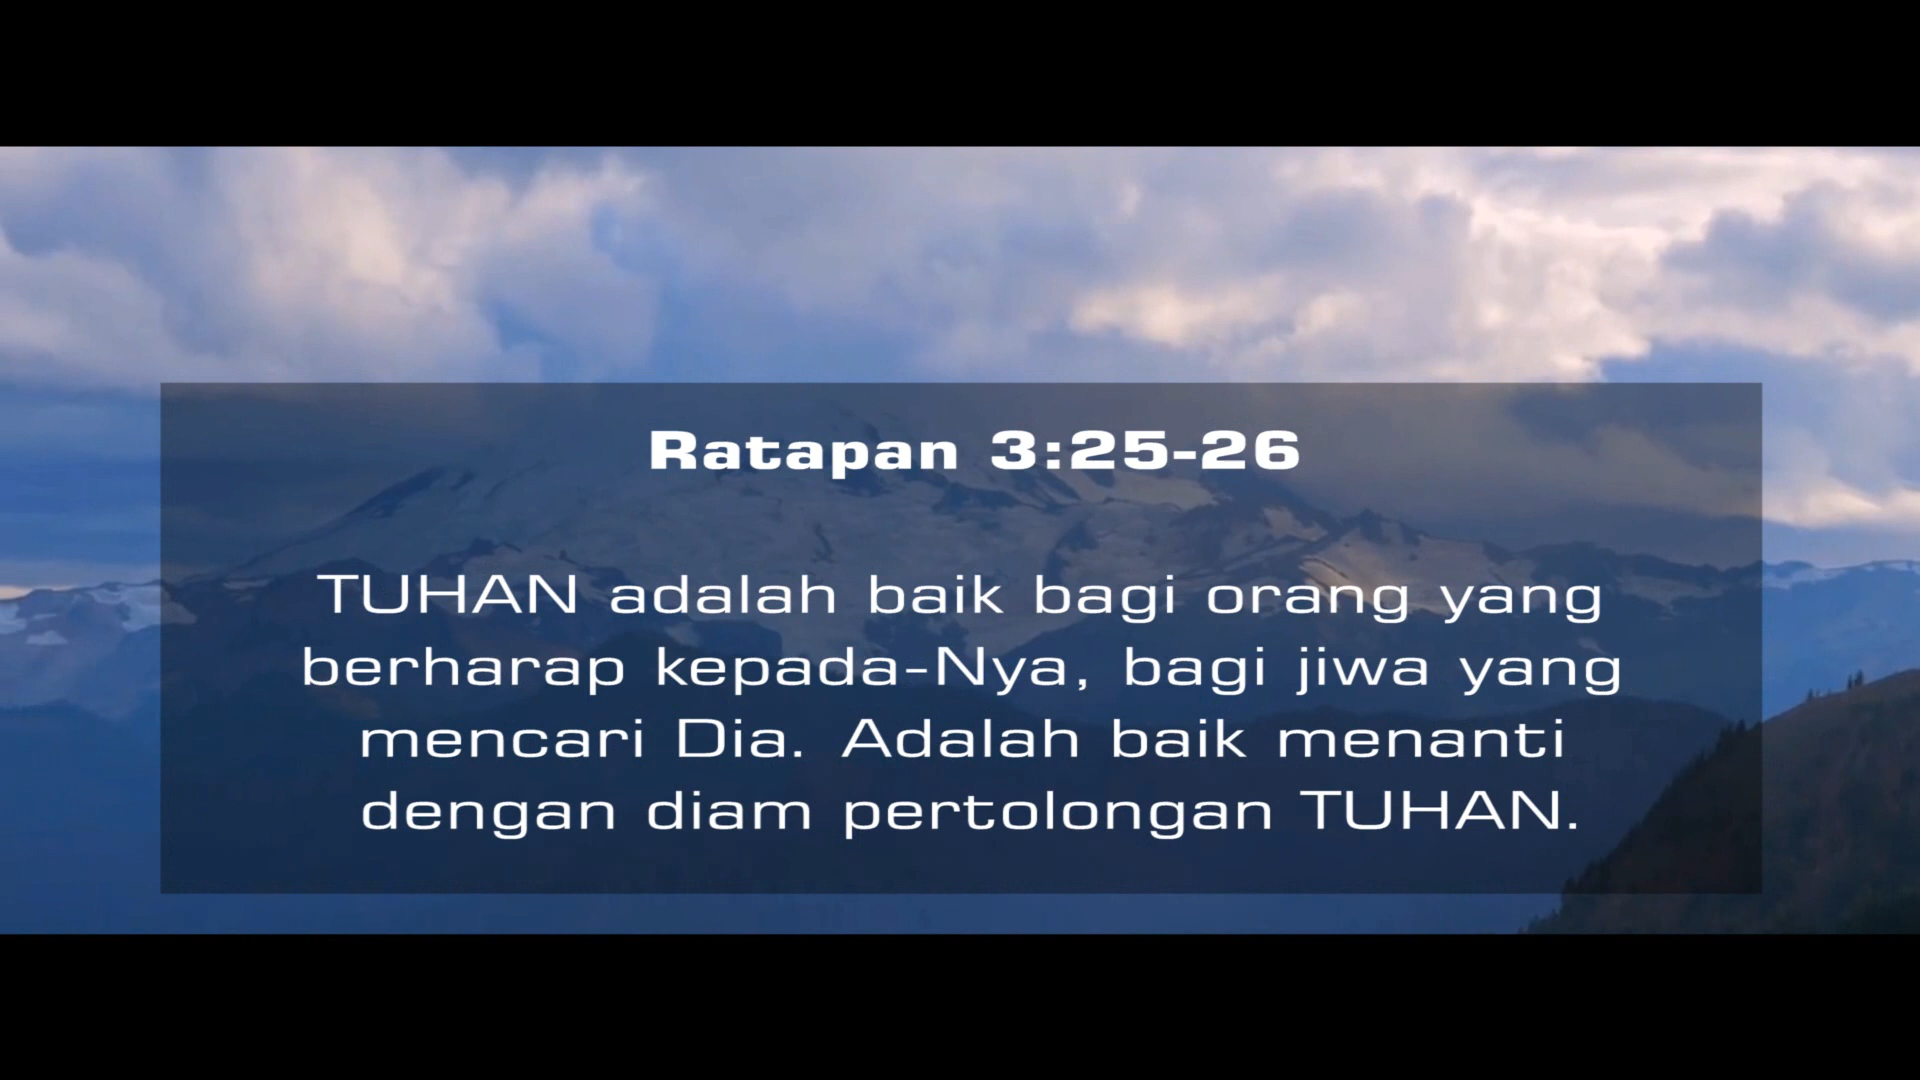 Ratapan 3:25-26
TUHAN adalah baik bagi orang yang
berharap kepada-Nya, bagi jiwa yang
mencari Dia. Adalah baik menanti
dengan diam pertolongan TUHAN.